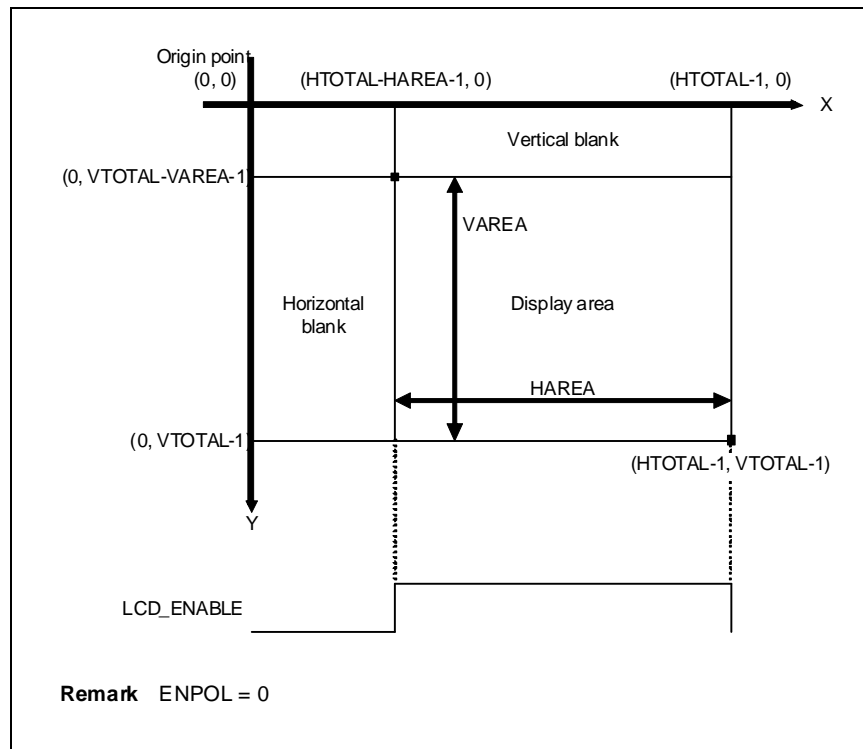 Origin point
(0, 0)
(HTOTAL-HAREA-1, 0)
(HTOTAL-1, 0)
X
Vertical blank
(0, VTOTAL-VAREA-1)
VAREA
Horizontal
blank
Display area
HAREA
(0, VTOTAL-1)
(HTOTAL-1, VTOTAL-1)
Y
LCD_ENABLE
Remark ENPOL = 0